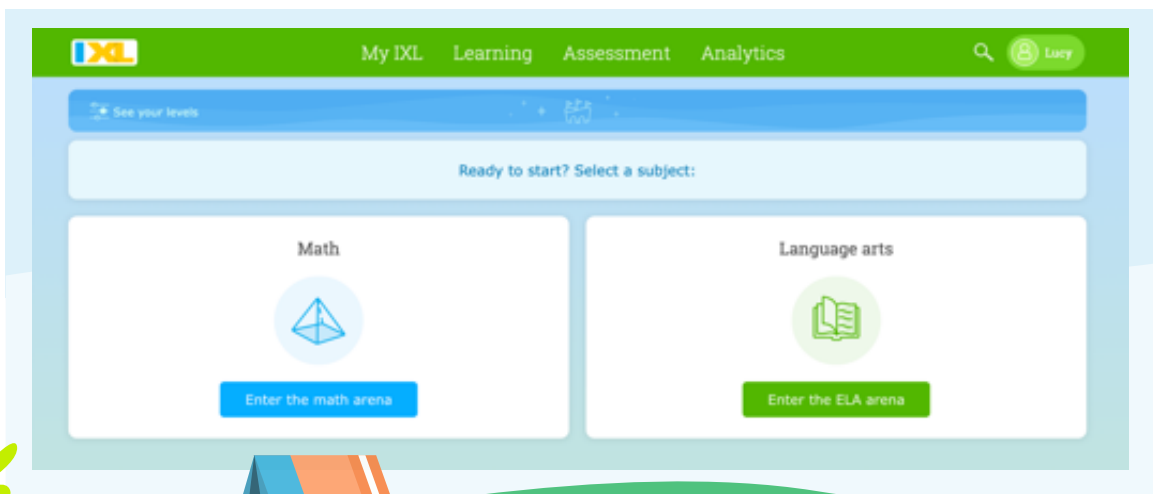 IXL My IXL Learning Assessment Analytics Lucy
See your levels
Ready to start? Select a subject:
Math
Language arts
Enter the math arena
Enter the ELA arena